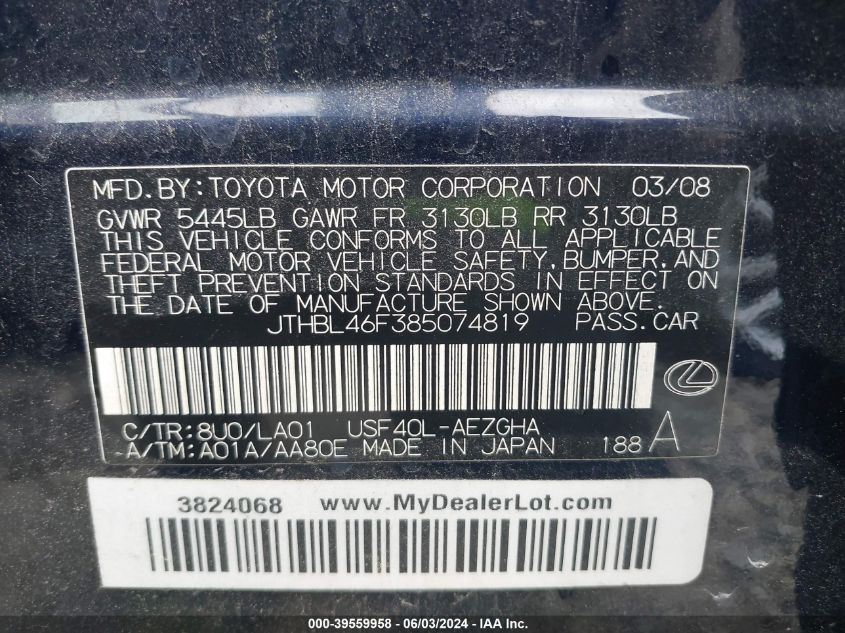 MFD.BY:TOYOTA MOTOR CORPORATION 03/08
GVWR 5445LB GAWR FR 3130LB RR 3130LB
THIS VEHICLE CONFORMS TO ALL APPLICABLE
FEDERAL MOTOR VEHICLE SAFETY,BUMPER,AND
THEFT PREVENTION STANDARDS IN EFFECT ON
THE DATE OF MANUFACTURE SHOWN ABOVE.
JTHBL46F385074819 PASS.CAR
C/TR:8U0/LA01 USF40L-AEZGHA
-A/TM:A01A/AA80E MADE IN JAPAN 188 A
3824068 www.MyDealerLot.com
000-39559958 - 06/03/2024 - IAAI Inc.